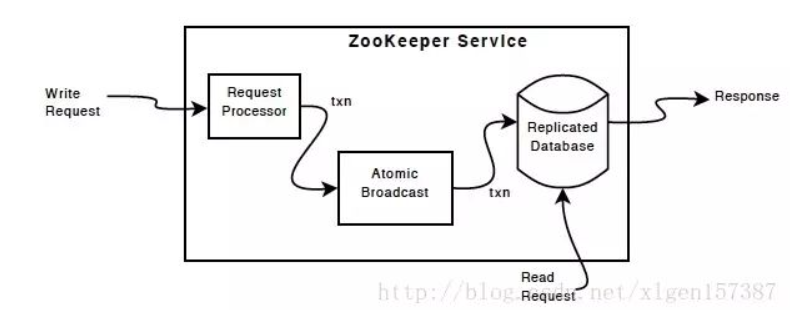 ZooKeeper Service
Write
Request
Request
Processor
txn
Atomic
Broadcast
txn
Replicated
Database
Response
Read
Request
http://blog.csdn.net/xlgen157387